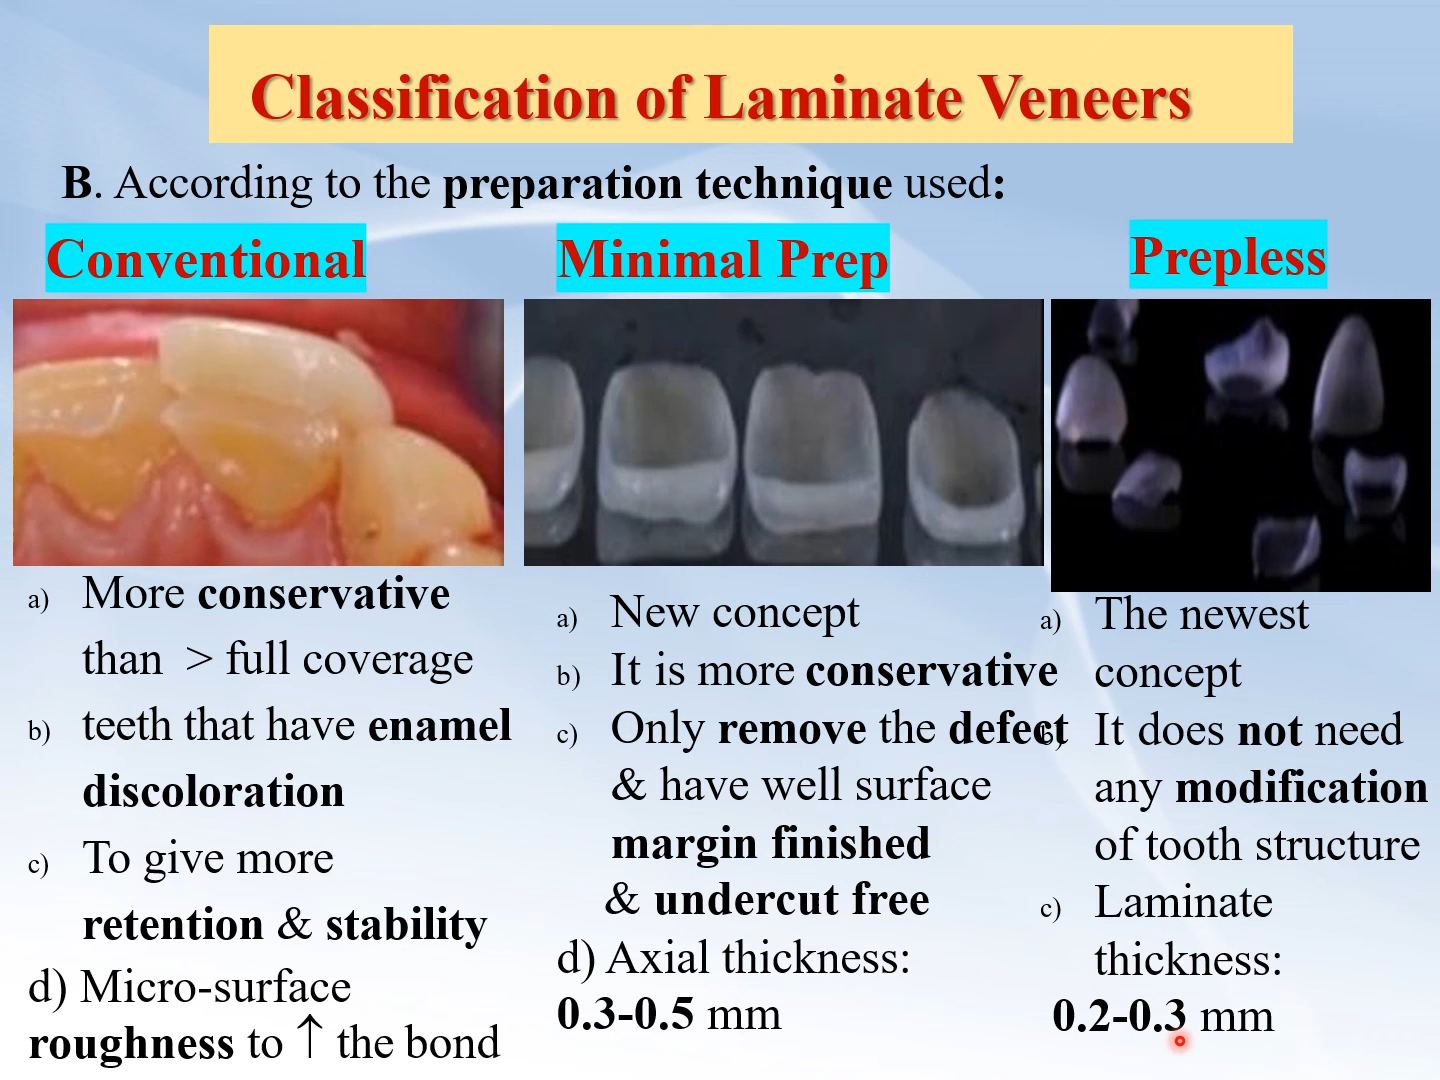 Classification of Laminate Veneers
B. According to the preparation technique used:
Conventional
a) More conservative
than > full coverage
b) teeth that have enamel
discoloration
c) To give more
retention & stability
d) Micro-surface
roughness to ↑ the bond
Minimal Prep
a) New concept
b) It is more conservative
c) Only remove the defect
& have well surface
margin finished
& undercut free
d) Axial thickness:
0.3-0.5 mm
Prepless
a) The newest
concept
b) It does not need
any modification
of tooth structure
c) Laminate
thickness:
0.2-0.3 mm